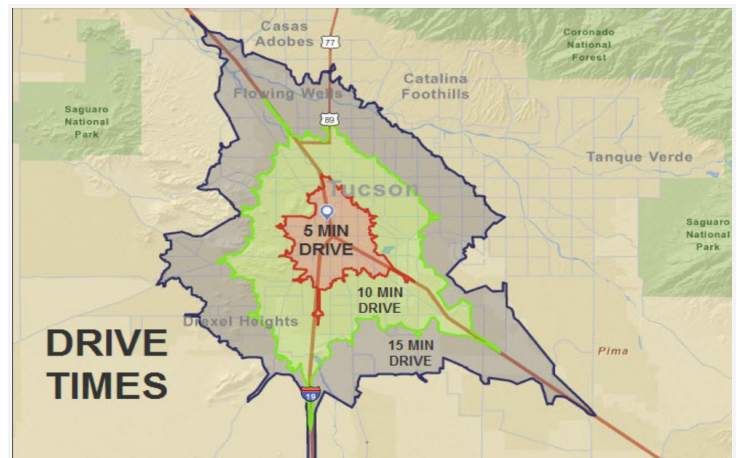 Casas
Adobes
77
Coronado
National
Forest
Catalina
Foothills
Flowing Wells
Saguaro
National
Park
89
Tanque Verde
Tucson
5 MIN
DRIVE
Saguaro
National
Park
10 MIN
DRIVE
Drexel Heights
DRIVE
TIMES
15 MIN
DRIVE
Pima
19